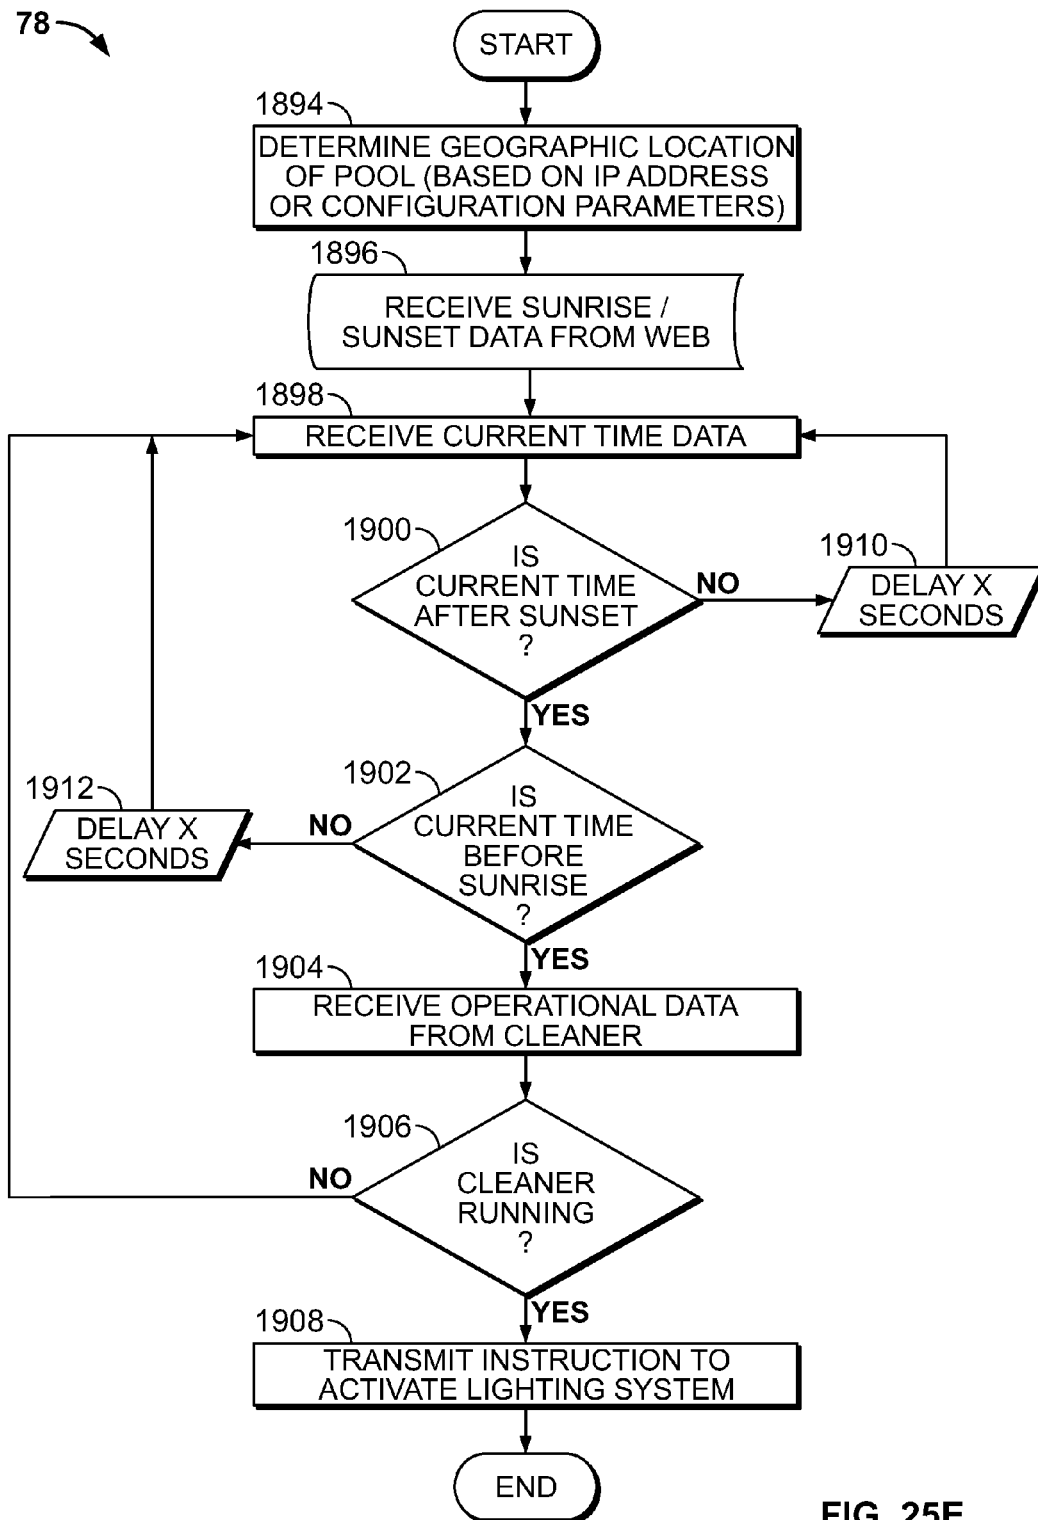 78
START
1894
DETERMINE GEOGRAPHIC LOCATION
OF POOL (BASED ON IP ADDRESS
OR CONFIGURATION PARAMETERS)
1896
RECEIVE SUNRISE /
SUNSET DATA FROM WEB
1898
RECEIVE CURRENT TIME DATA
1900
IS
CURRENT TIME
AFTER SUNSET
?
NO
1910
DELAY X
SECONDS
YES
1902
IS
CURRENT TIME
BEFORE
SUNRISE
?
NO
1912
DELAY X
SECONDS
YES
1904
RECEIVE OPERATIONAL DATA
FROM CLEANER
1906
IS
CLEANER
RUNNING
?
NO
YES
1908
TRANSMIT INSTRUCTION TO
ACTIVATE LIGHTING SYSTEM
END
FIG. 25E